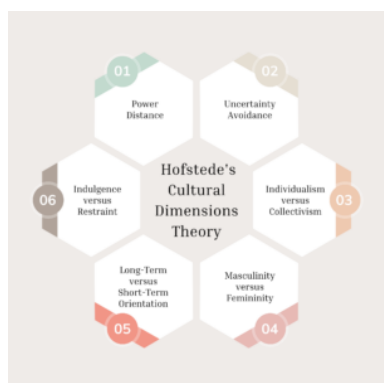 01
Power
Distance
02
Uncertainty
Avoidance
Hofstede's
Cultural
Dimensions
Theory
Individualism
versus
Collectivism
03
Masculinity
versus
Femininity
04
Long-Term
versus
Short-Term
Orientation
05
06
Indulgence
versus
Restraint